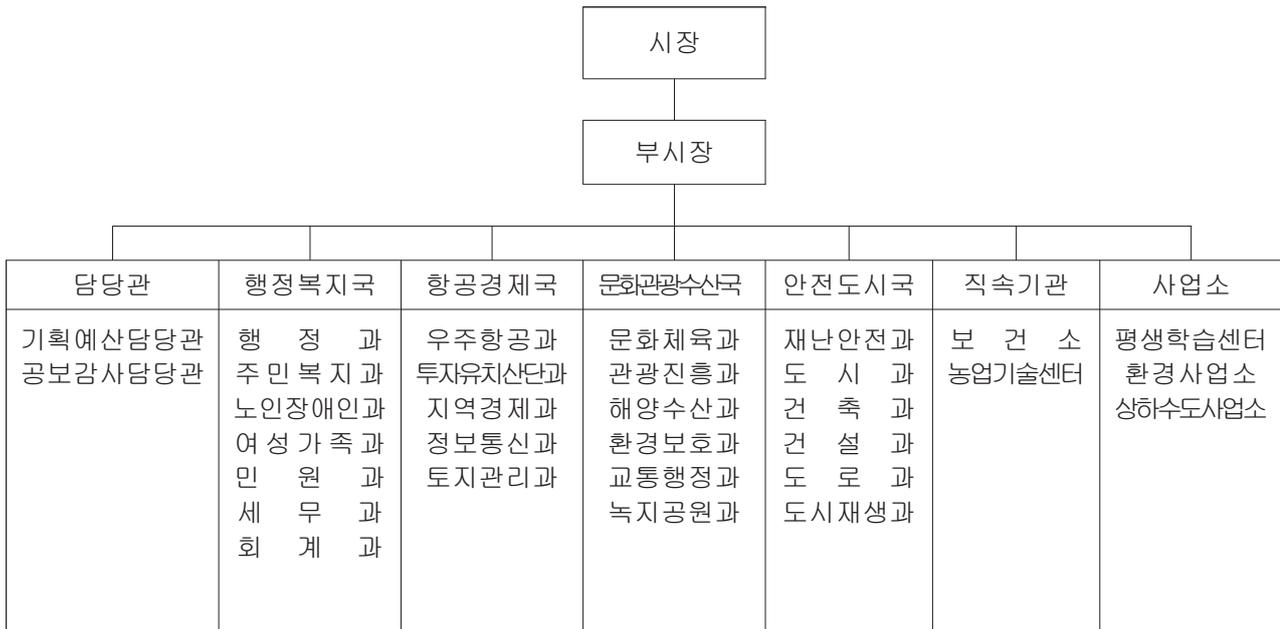 시장
부시장
담당관
기획예산담당관
공보감사담당관
행정복지국
행 정 과
주민복지과
노인장애인과
여성가족과
민 원 과
세 무 과
회 계 과
항공경제국
우주항공과
투자유치산단과
지역경제과
정보통신과
토지관리과
문화관광수산국
문화체육과
관광진흥과
해양수산과
환경보호과
교통행정과
녹지공원과
안전도시국
재난안전과
도 시 과
건 축 과
건 설 과
도 로 과
도시재생과
직속기관
보 건 소
농업기술센터
사업소
평생학습센터
환경사업소
상하수도사업소